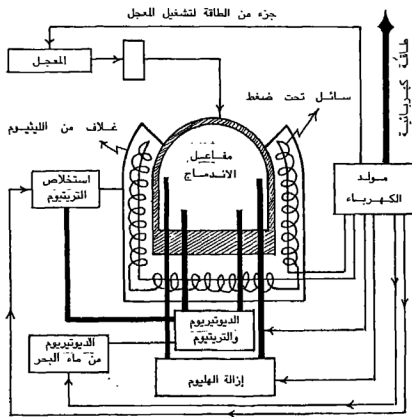 جزء من الطاقة لتشغيل المعجل
طاقة كهربائية
المعجل
سائل تحت ضغط
غلاف من الليثيوم
مفاعل
الاندماج
استخلاص
التريتيوم
مولد
الكهرباء
الديوتيريوم
والتريتيوم
الديوتيريوم
من ماء البحر
إزالة الهليوم